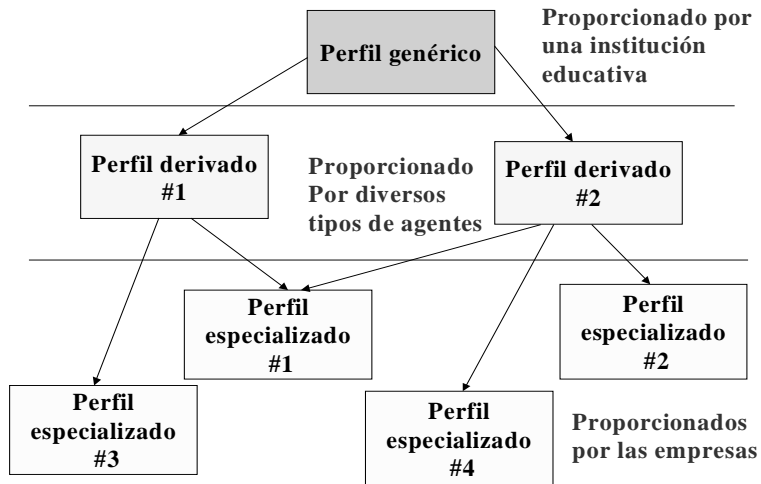 Perfil genérico
Proporcionado por
una institución
educativa
Perfil derivado
#1
Proporcionado
Por diversos
tipos de agentes
Perfil derivado
#2
Perfil
especializado
#1
Perfil
especializado
#2
Perfil
especializado
#3
Perfil
especializado
#4
Proporcionados
por las empresas